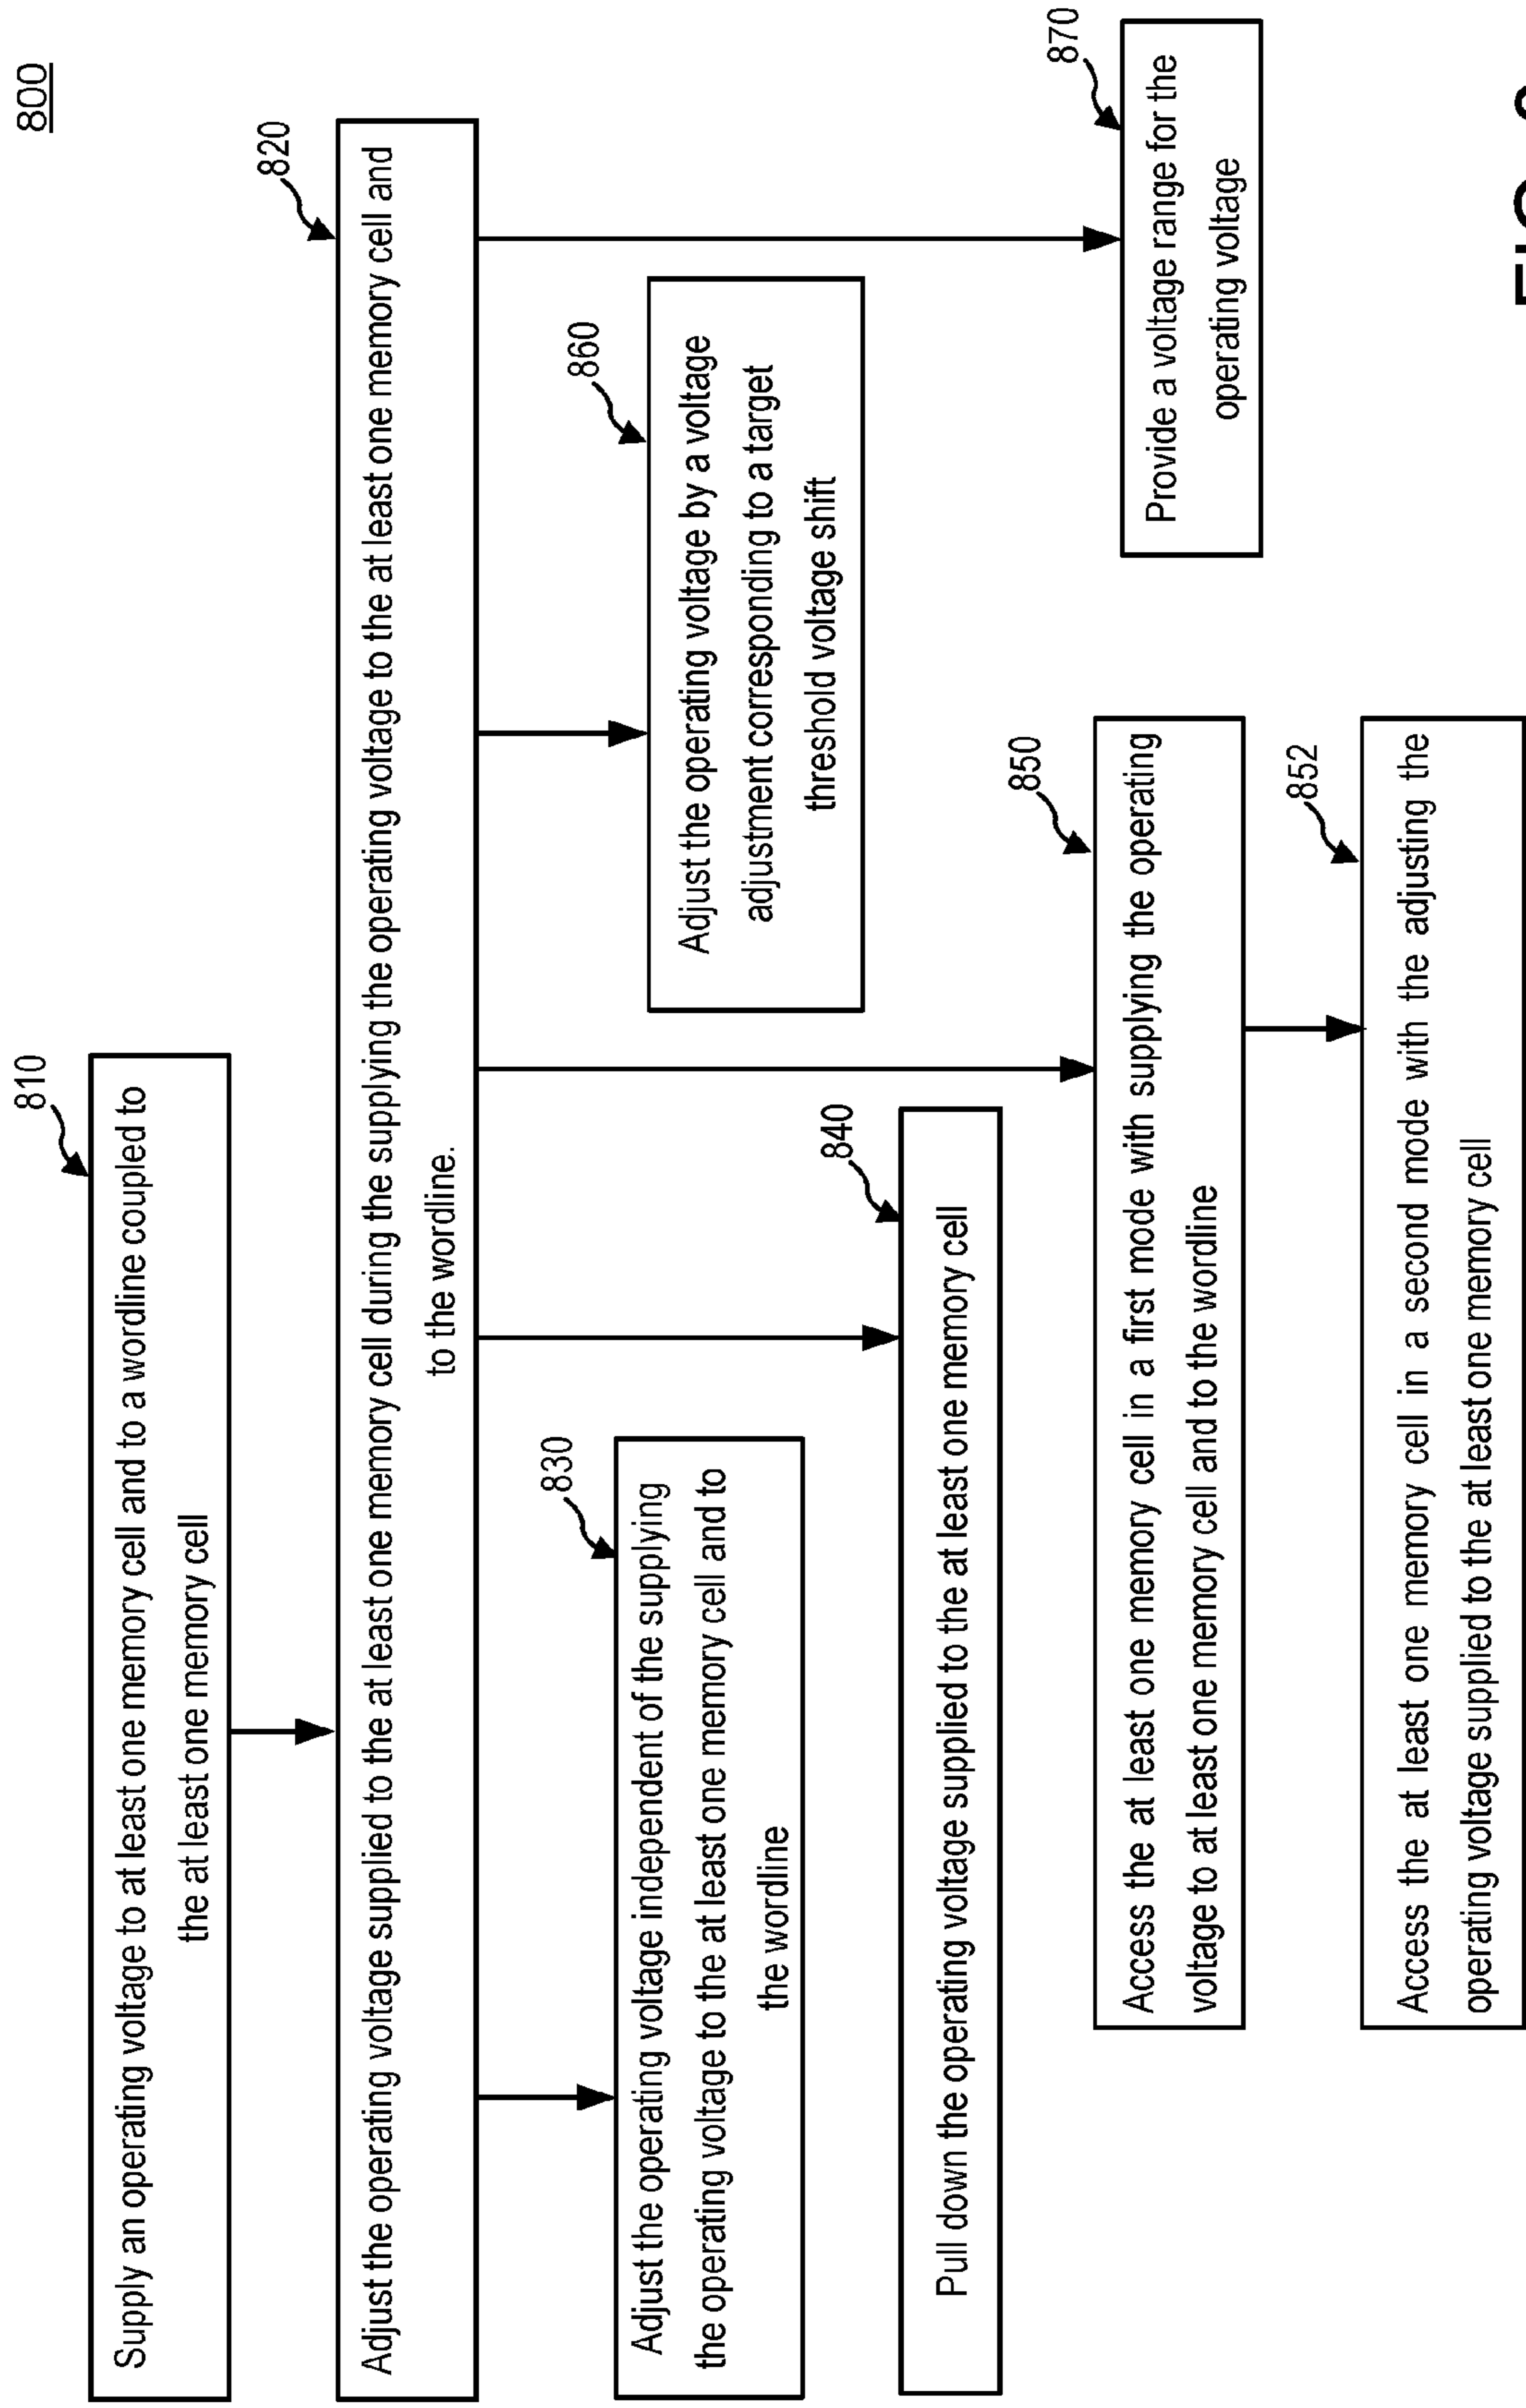 800
810
Supply an operating voltage to at least one memory cell and to a wordline coupled to
the at least one memory cell
820
Adjust the operating voltage supplied to the at least one memory cell during the supplying the operating voltage to the at least one memory cell and
to the wordline.
830
Adjust the operating voltage independent of the supplying
the operating voltage to the at least one memory cell and to
the wordline
860
Adjust the operating voltage by a voltage
adjustment corresponding to a target
threshold voltage shift
840
Pull down the operating voltage supplied to the at least one memory cell
850
Access the at least one memory cell in a first mode with supplying the operating
voltage to at least one memory cell and to the wordline
870
Provide a voltage range for the
operating voltage
852
Access the at least one memory cell in a second mode with the adjusting the
operating voltage supplied to the at least one memory cell